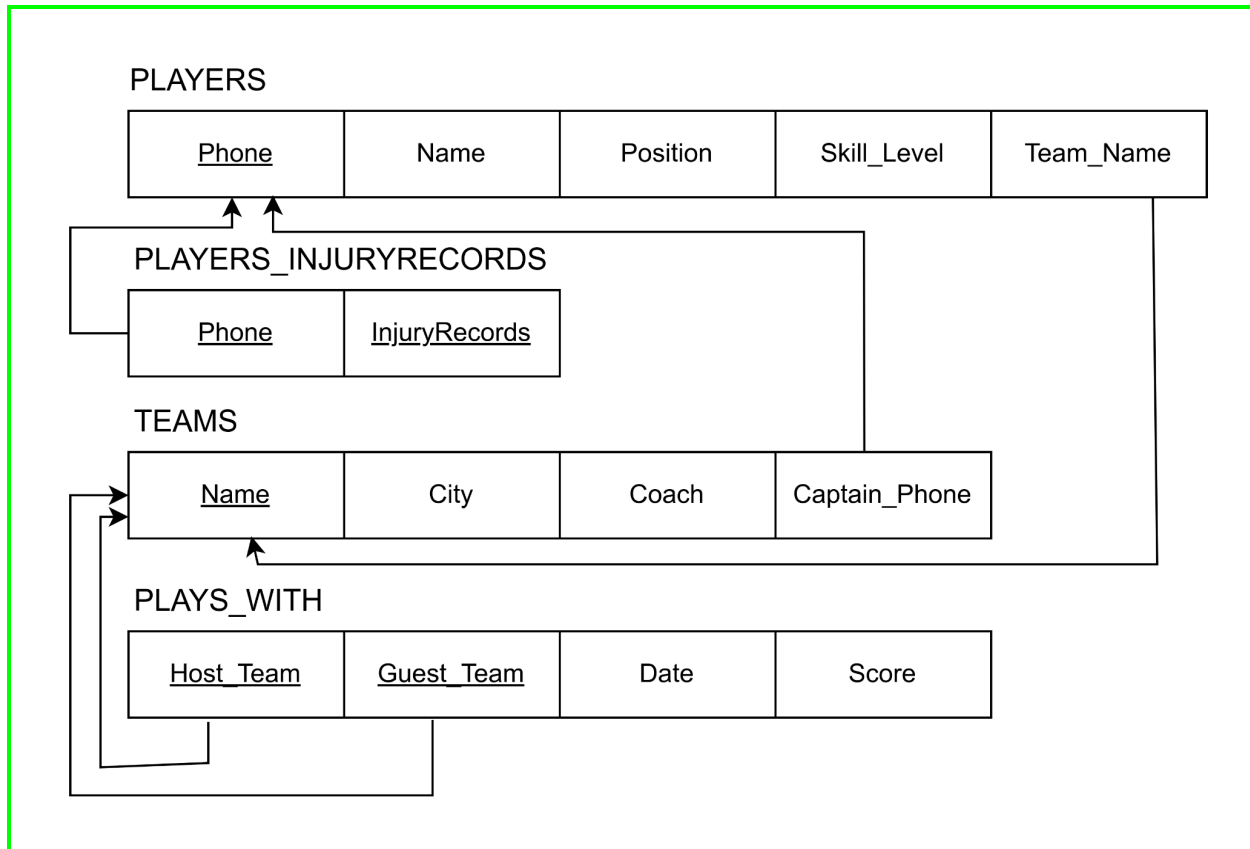 PLAYERS
Phone Name Position Skill_Level Team_Name
PLAYERS_INJURYRECORDS
Phone InjuryRecords
TEAMS
Name City Coach Captain_Phone
PLAYS_WITH
Host_Team Guest_Team Date Score